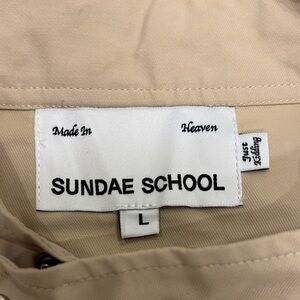 Made In Heaven
SUNDAE SCHOOL
L
Just
Kidding